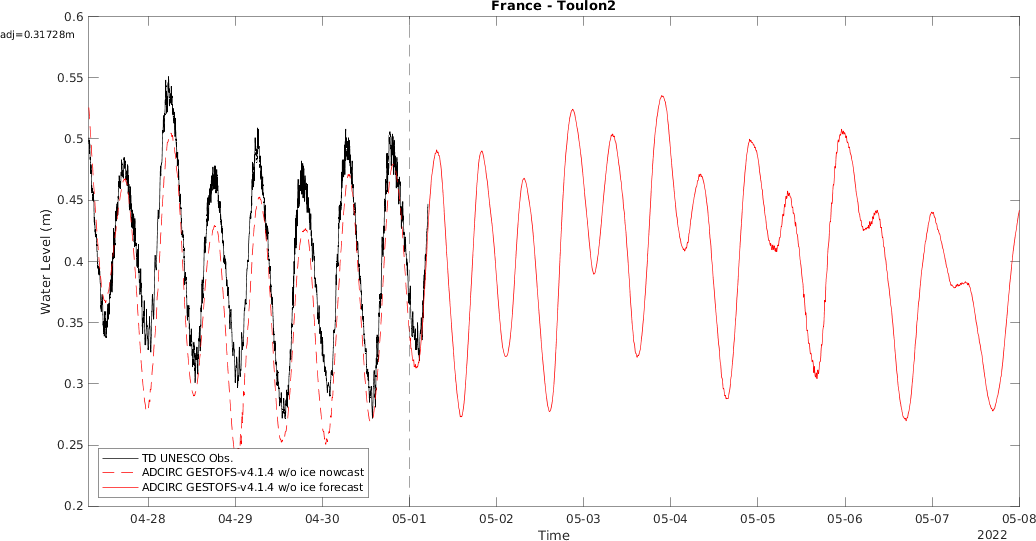 France - Toulon2
adj=0.31728m
0.6
0.55
0.5
0.45
0.4
0.35
0.3
0.25
0.2
Water Level (m)
TD UNESCO Obs.
ADCIRC GESTOFS-v4.1.4 w/o ice nowcast
ADCIRC GESTOFS-v4.1.4 w/o ice forecast
04-28 04-29 04-30 05-01 05-02 05-03 05-04 05-05 05-06 05-07 05-08
Time
2022